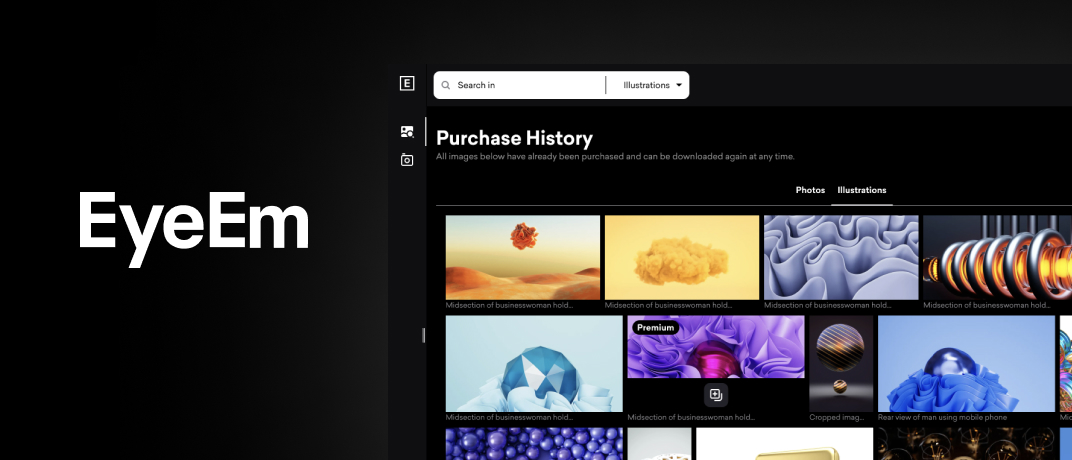 EyeEm
E
Search in
Illustrations
Purchase History
All images below have already been purchased and can be downloaded again at any time.
Photos Illustrations
Midsection of businesswoman hold... Midsection of businesswoman hold... Midsection of businesswoman hold... Midsection of businesswoman hold...
Premium
Midsection of businesswoman hold... Midsection of businesswoman hold... Cropped imag... Rear view of man using mobile phone Mid